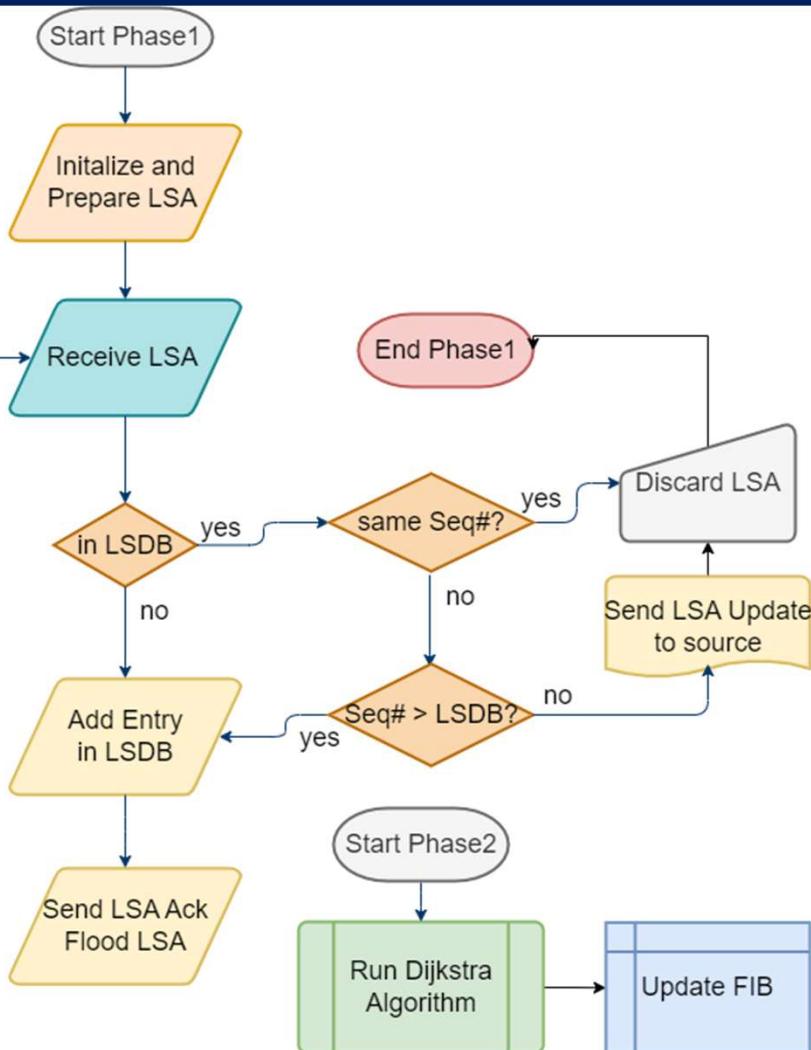 Start Phase1
Initalize and
Prepare LSA
Receive LSA
End Phase1
Discard LSA
in LSDB
yes
same Seq#?
yes
no
no
Send LSA Update
to source
Add Entry
in LSDB
yes
Seq# > LSDB?
no
Start Phase2
Send LSA Ack
Flood LSA
Run Dijkstra
Algorithm
Update FIB